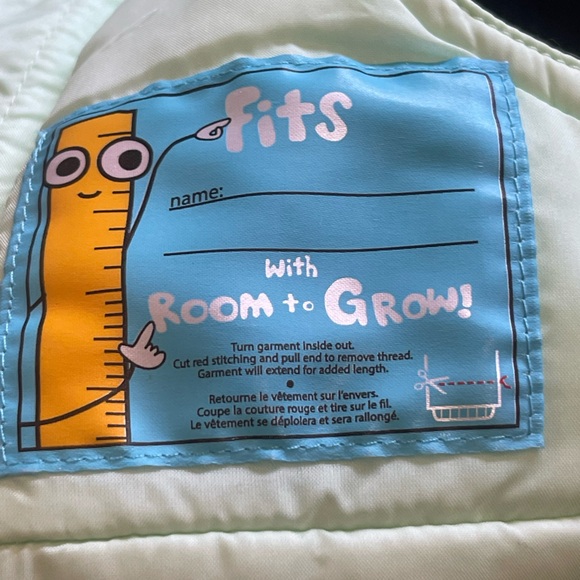 fits
name:
With
Room to Grow!
Turn garment inside out.
Cut red stitching and pull end to remove thread.
Garment will extend for added length.
Retourne le vêtement sur l'envers.
Coupe la couture rouge et tire sur le fil.
Le vêtement se déploiera et sera rallongé.